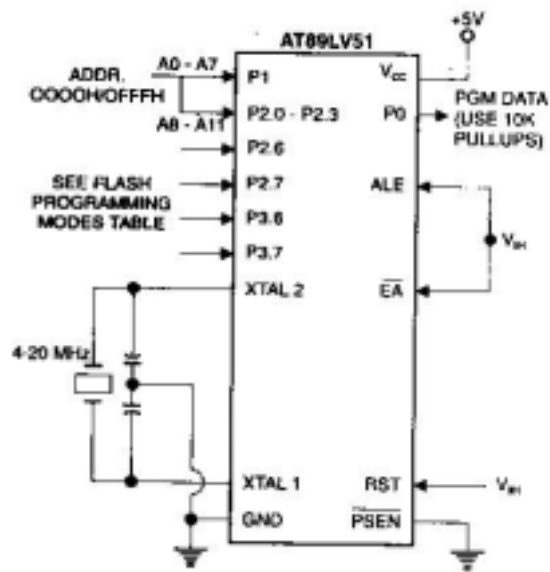 +5V
AT89LV51
A0 - A7
ADDR.
OOOOH/OFFFH
A8 - A11
P1
P2.0 - P2.3
P2.6
P2.7
P3.6
P3.7
XTAL 2
SEE FLASH
PROGRAMMING
MODES TABLE
4-20 MHz
XTAL 1
GND
VCC
P0
PGM DATA
(USE 10K
PULLUPS)
ALE
VIH
EA
RST
VIH
PSEN